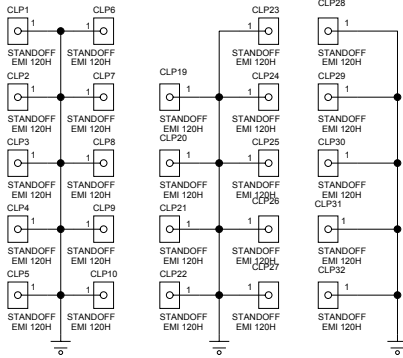 CLP1
1
STANDOFF
EMI 120H
CLP6
1
STANDOFF
EMI 120H
CLP2
1
STANDOFF
EMI 120H
CLP7
1
STANDOFF
EMI 120H
CLP3
1
STANDOFF
EMI 120H
CLP8
1
STANDOFF
EMI 120H
CLP4
1
STANDOFF
EMI 120H
CLP9
1
STANDOFF
EMI 120H
CLP5
1
STANDOFF
EMI 120H
CLP10
1
STANDOFF
EMI 120H
CLP19
1
STANDOFF
EMI 120H
CLP20
1
STANDOFF
EMI 120H
CLP21
1
STANDOFF
EMI 120H
CLP22
1
STANDOFF
EMI 120H
CLP23
1
STANDOFF
EMI 120H
CLP24
1
STANDOFF
EMI 120H
CLP25
1
STANDOFF
EMI 120H
CLP26
1
STANDOFF
EMI 120H
CLP27
1
STANDOFF
EMI 120H
CLP28
1
STANDOFF
EMI 120H
CLP29
1
STANDOFF
EMI 120H
CLP30
1
STANDOFF
EMI 120H
CLP31
1
STANDOFF
EMI 120H
CLP32
1
STANDOFF
EMI 120H